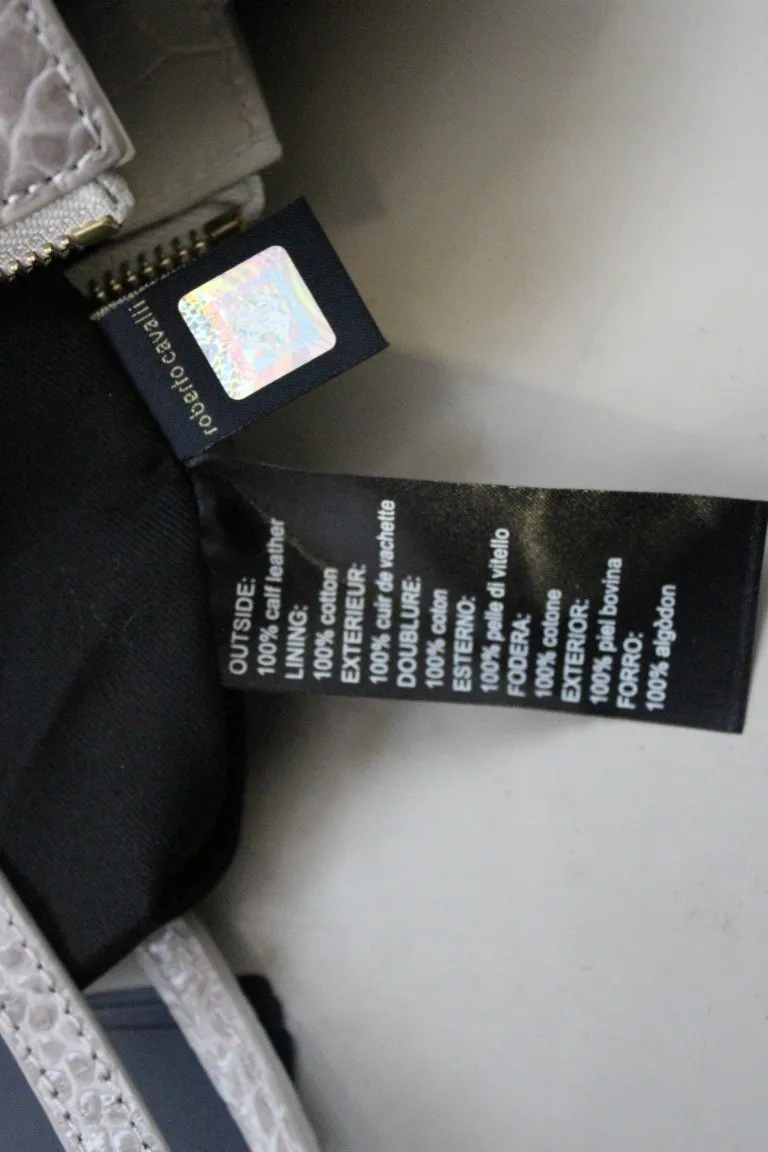 roberto cavalli
OUTSIDE:
100% calf leather
LINING:
100% cotton
EXTERIEUR:
100% cuir de vachette
DOUBLURE:
100% coton
ESTERNO:
100% pelle di vitello
FODERA:
100% cotone
EXTERIOR:
100% piel bovina
FORRO:
100% algòdon